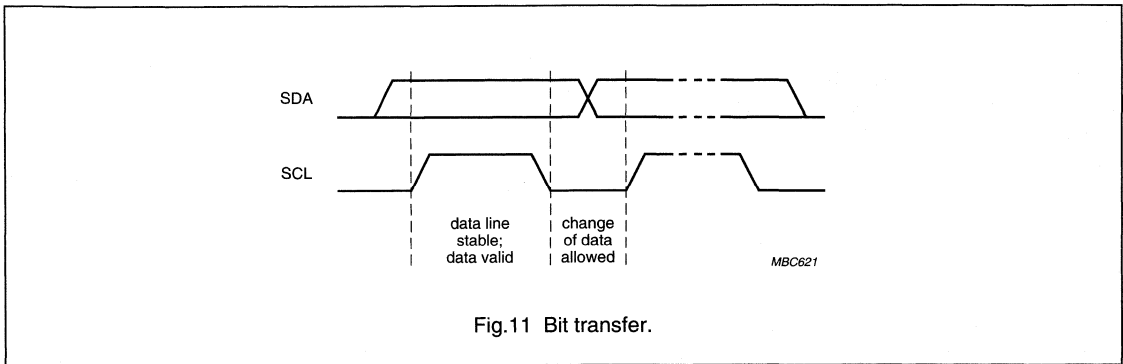 SDA
SCL
data line
stable;
data valid
change
of data
allowed
MBC621
Fig.11 Bit transfer.